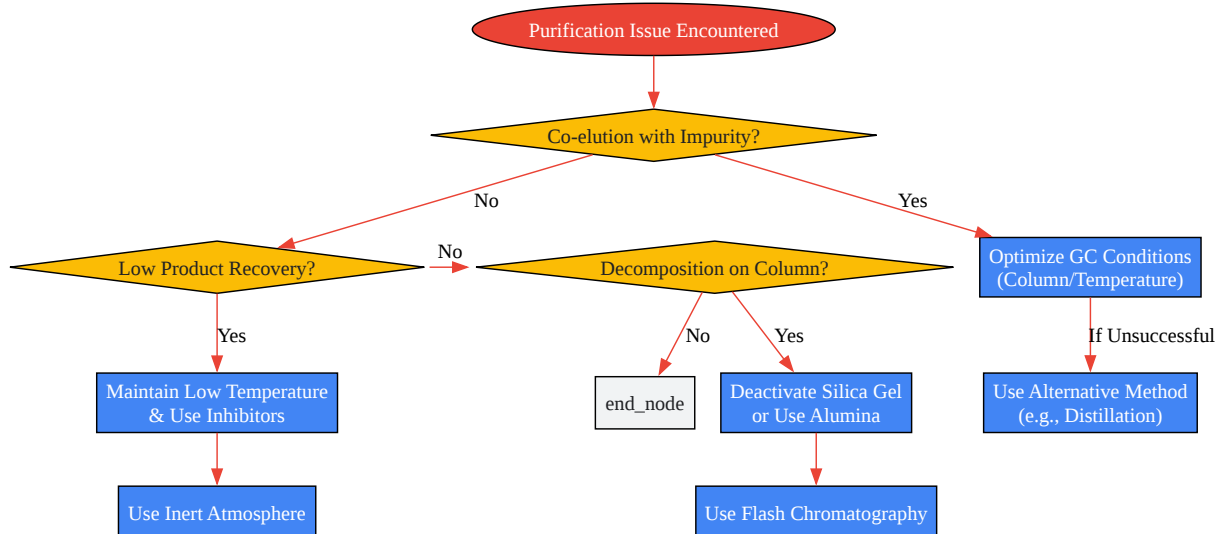 Purification Issue Encountered
Co-elution with Impurity?
No
Yes
Low Product Recovery?
No
Decomposition on Column?
Optimize GC Conditions
(Column/Temperature)
Yes
No
Yes
If Unsuccessful
Maintain Low Temperature
& Use Inhibitors
end_node
Deactivate Silica Gel
or Use Alumina
Use Alternative Method
(e.g., Distillation)
Use Inert Atmosphere
Use Flash Chromatography